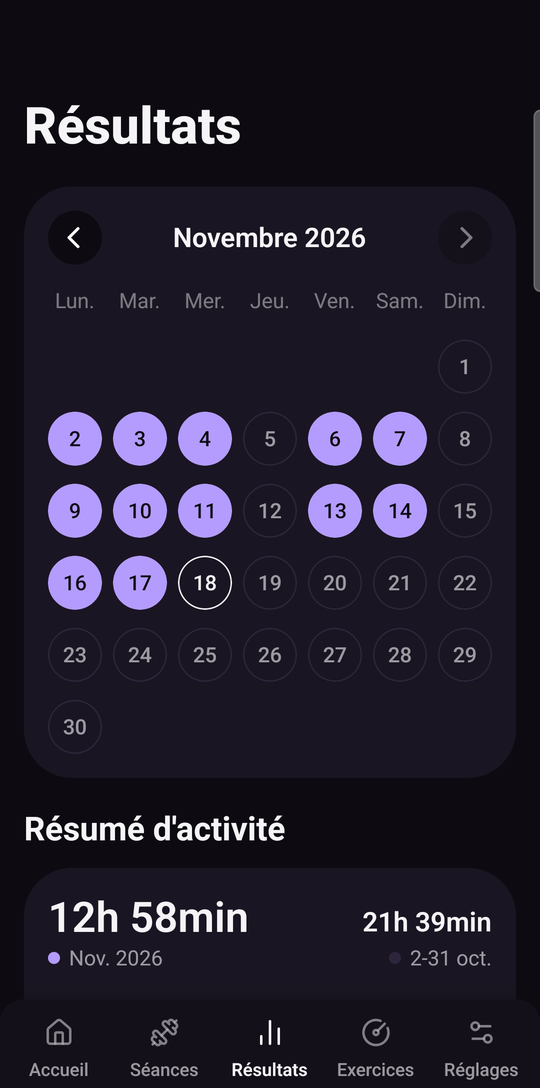 Résultats
Novembre 2026
Lun. Mar. Mer. Jeu. Ven. Sam. Dim.
1
2 3 4 5 6 7 8
9 10 11 12 13 14 15
16 17 18 19 20 21 22
23 24 25 26 27 28 29
30
Résumé d'activité
12h 58min 21h 39min
Nov. 2026 2-31 oct.
Accueil Séances Résultats Exercices Réglages